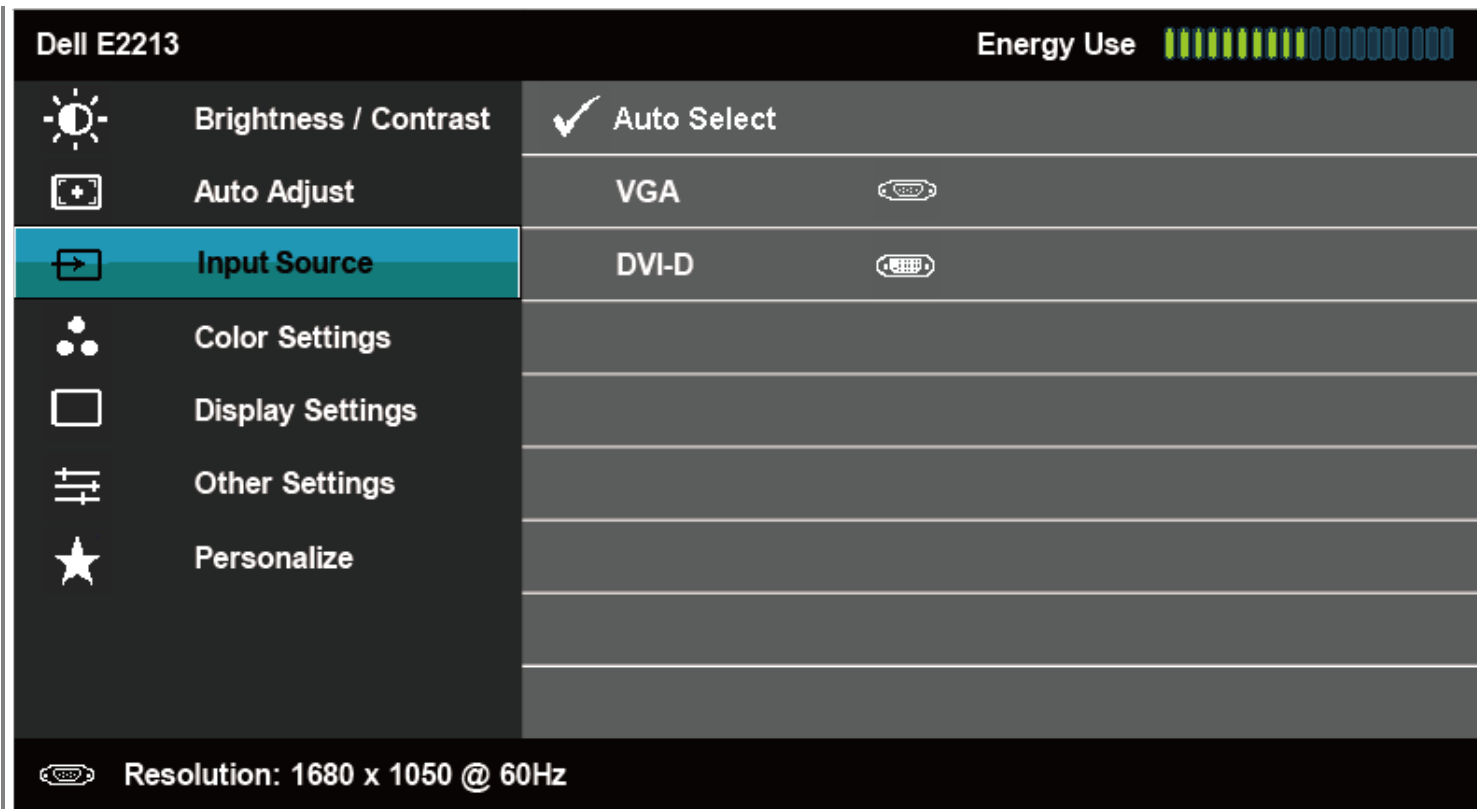 Dell E2213 Energy Use
Brightness / Contrast Auto Select
Auto Adjust VGA
Input Source DVI-D
Color Settings
Display Settings
Other Settings
Personalize
Resolution: 1680 x 1050 @ 60Hz